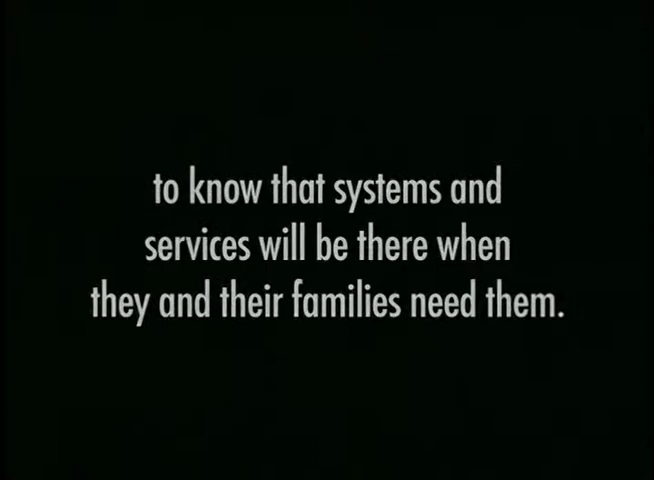 to know that systems and
services will be there when
they and their families need them.